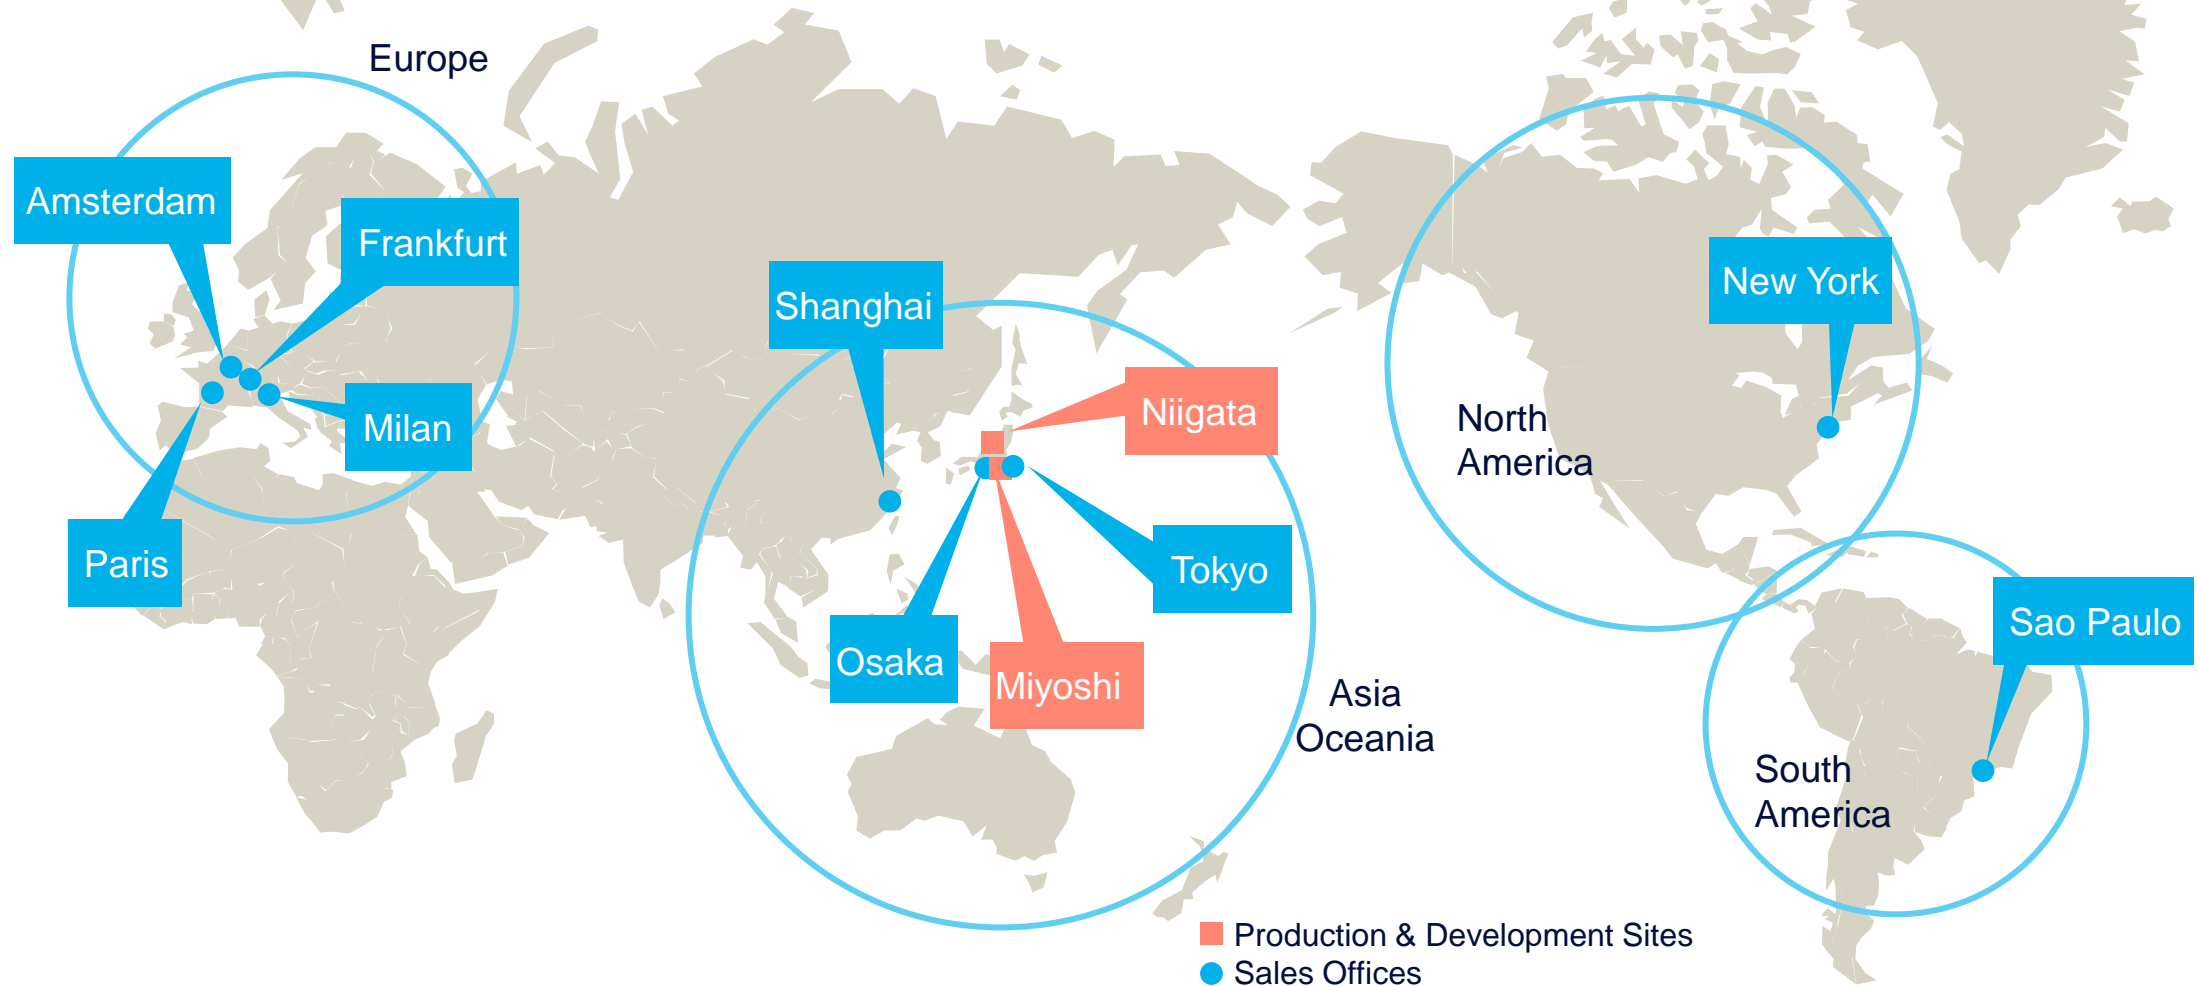 Europe
Amsterdam
Frankfurt
Milan
Paris
Shanghai
Niigata
Tokyo
Osaka
Miyoshi
Asia
Oceania
New York
North
America
Sao Paulo
South
America
Production & Development Sites
Sales Offices